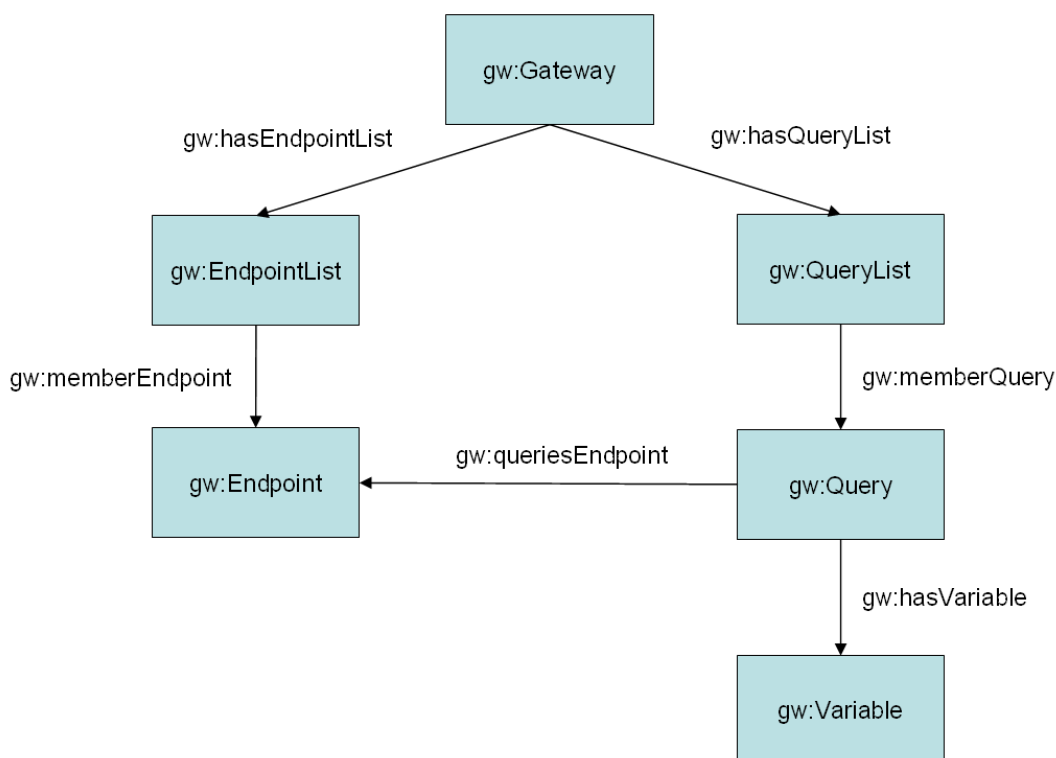 gw:Gateway
gw:hasEndpointList
gw:hasQueryList
gw:EndpointList
gw:QueryList
gw:memberEndpoint
gw:memberQuery
gw:queriesEndpoint
gw:Endpoint
gw:Query
gw:hasVariable
gw:Variable